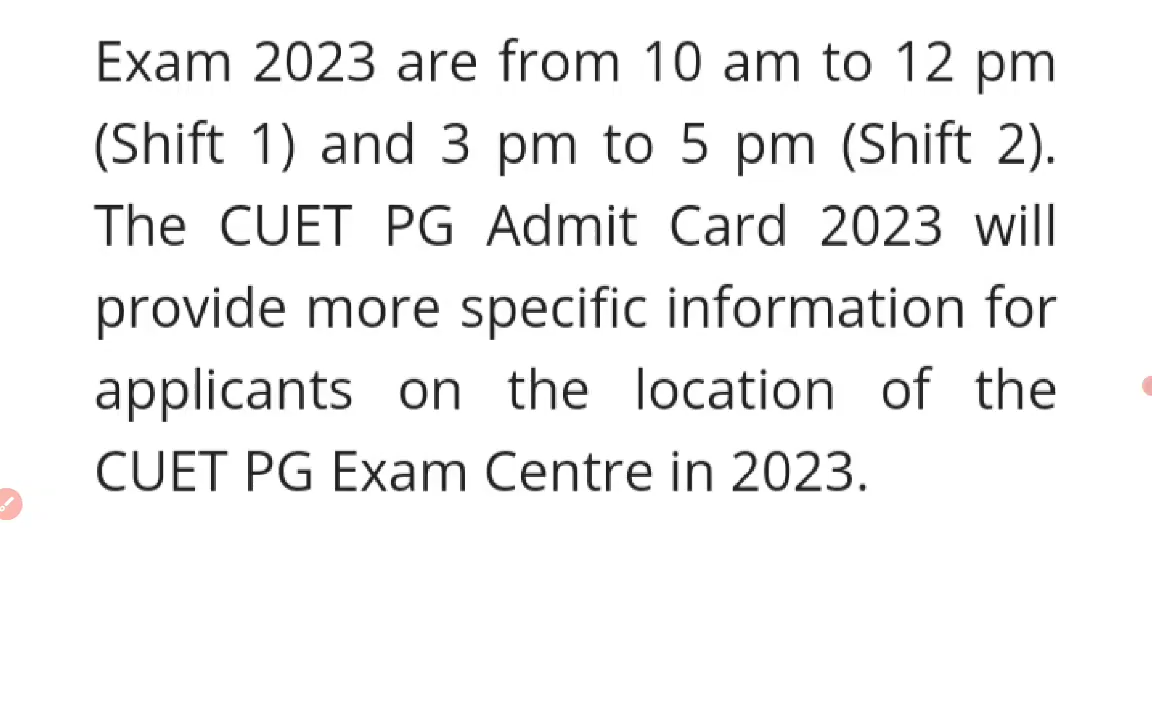 Exam 2023 are from 10 am to 12 pm
(Shift 1) and 3 pm to 5 pm (Shift 2).
The CUET PG Admit Card 2023 will
provide more specific information for
applicants on the location of the
CUET PG Exam Centre in 2023.